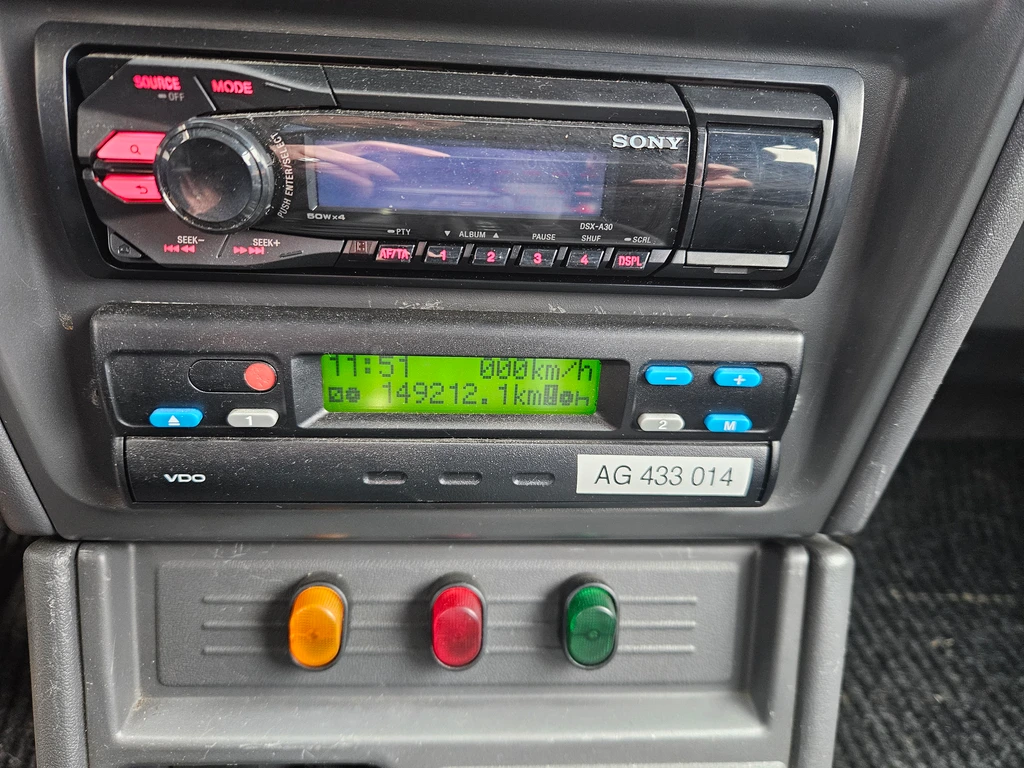 SOURCE
OFF
MODE
SONY
PUSH ENTER/SELECT
50W×4
DSX-A30
PTY
▼ ALBUM ▲
PAUSE
SHUF
SCRL
SEEK-
SEEK+
AF/TA
1
2
3
4
DSPL
11:51 000km/h
149212.1km
1
2
M
VDO
AG 433 014